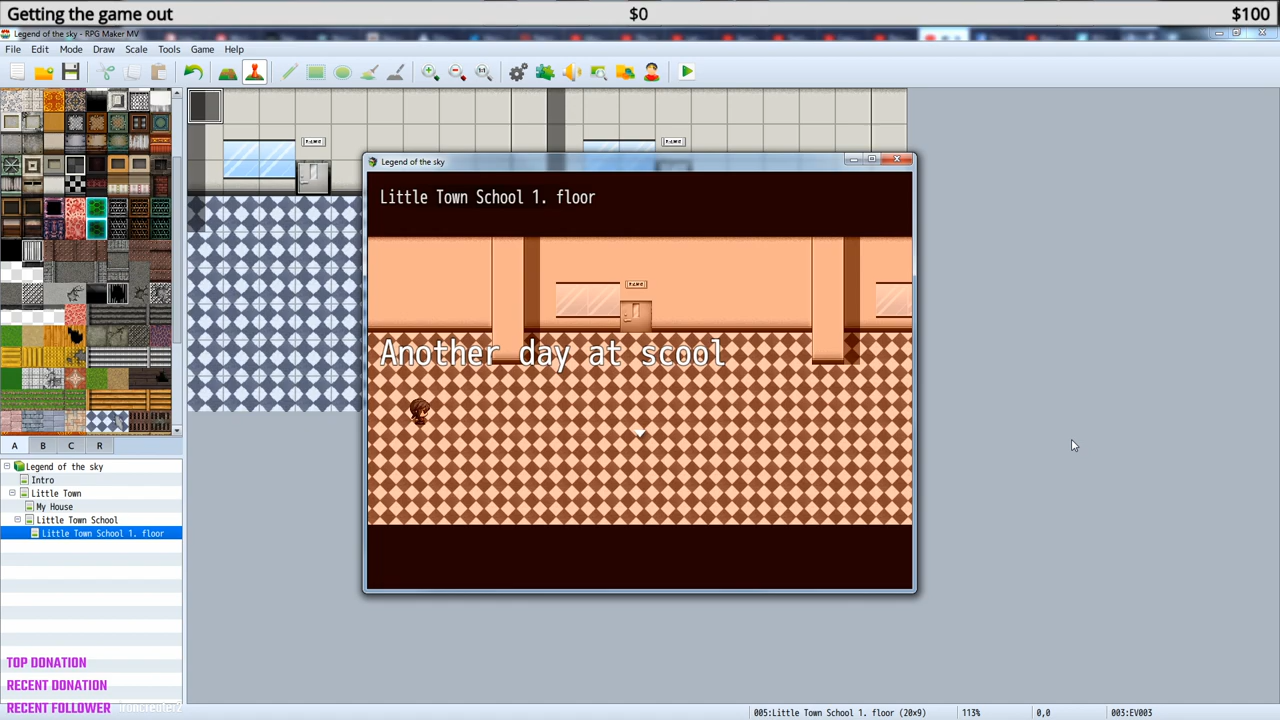 Getting the game out
$0
$100
Legend of the sky - RPG Maker MV
File Edit Mode Draw Scale Tools Game Help
Legend of the sky
Little Town School 1. floor
Another day at scool
A B C R
Legend of the sky
Intro
Little Town
My House
Little Town School
Little Town School 1. floor
TOP DONATION
RECENT DONATION
RECENT FOLLOWER
005:Little Town School 1. floor (20x9) 113% 0,0 003:EV003